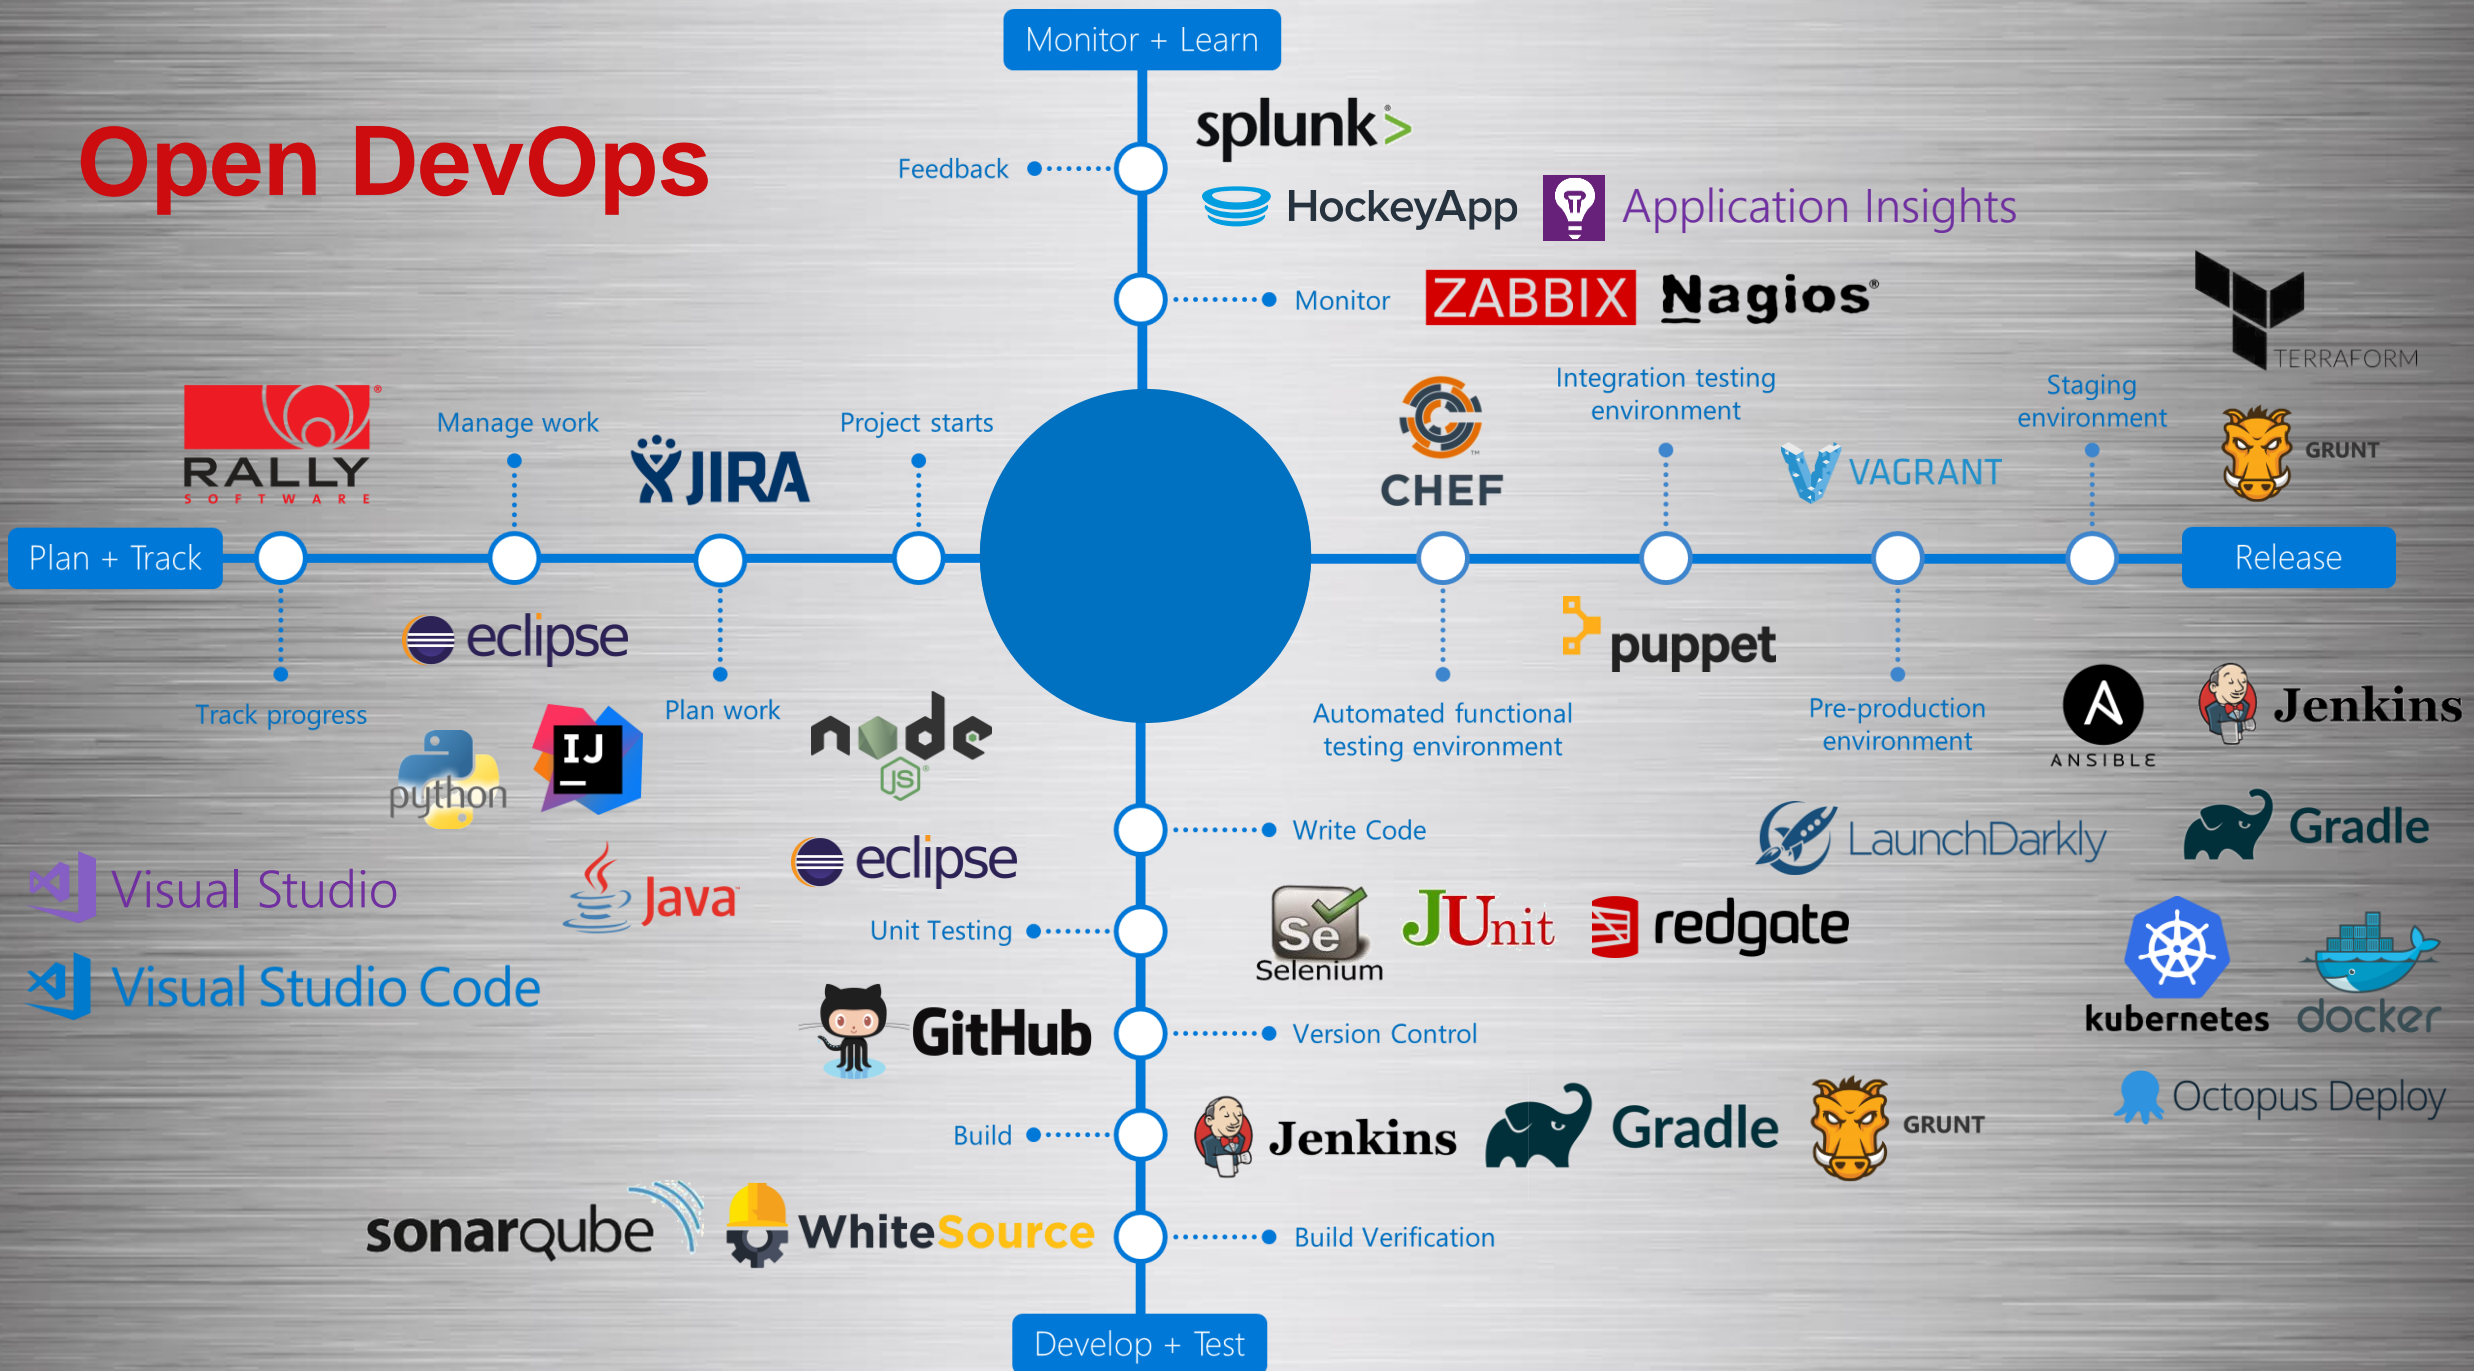 Monitor + Learn
Open DevOps
splunk>
Feedback
HockeyApp
Application Insights
Monitor
ZABBIX
Nagios®
TERRAFORM
RALLY
SOFTWARE
Manage work
JIRA
Project starts
CHEF
Integration testing
environment
VAGRANT
Staging
environment
GRUNT
Plan + Track
Release
eclipse
puppet
Track progress
Plan work
node
JS
Automated functional
testing environment
Pre-production
environment
ANSIBLE
Jenkins
python
IJ
Write Code
LaunchDarkly
Gradle
Visual Studio
Java
eclipse
Unit Testing
Se
Selenium
JUnit
redgate
Visual Studio Code
GitHub
Version Control
kubernetes
docker
Octopus Deploy
Build
Jenkins
Gradle
GRUNT
sonarqube
WhiteSource
Build Verification
Develop + Test